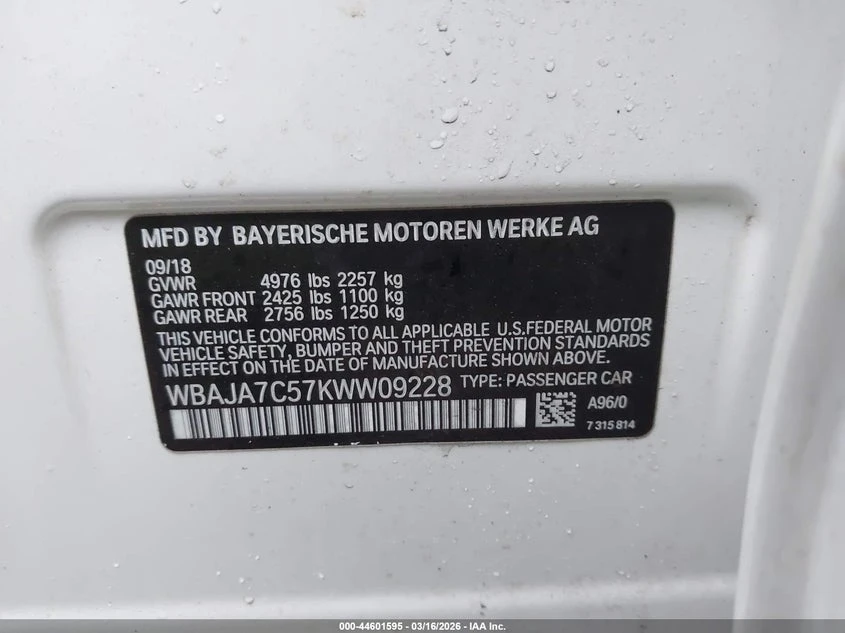 MFD BY BAYERISCHE MOTOREN WERKE AG
09/18
GVWR 4976 lbs 2257 kg
GAWR FRONT 2425 lbs 1100 kg
GAWR REAR 2756 lbs 1250 kg
THIS VEHICLE CONFORMS TO ALL APPLICABLE U.S.FEDERAL MOTOR
VEHICLE SAFETY, BUMPER AND THEFT PREVENTION STANDARDS
IN EFFECT ON THE DATE OF MANUFACTURE SHOWN ABOVE.
WBAJA7C57KWW09228 TYPE: PASSENGER CAR
A96/0
7 315 814
000-44601595 - 03/16/2026 - IAA Inc.